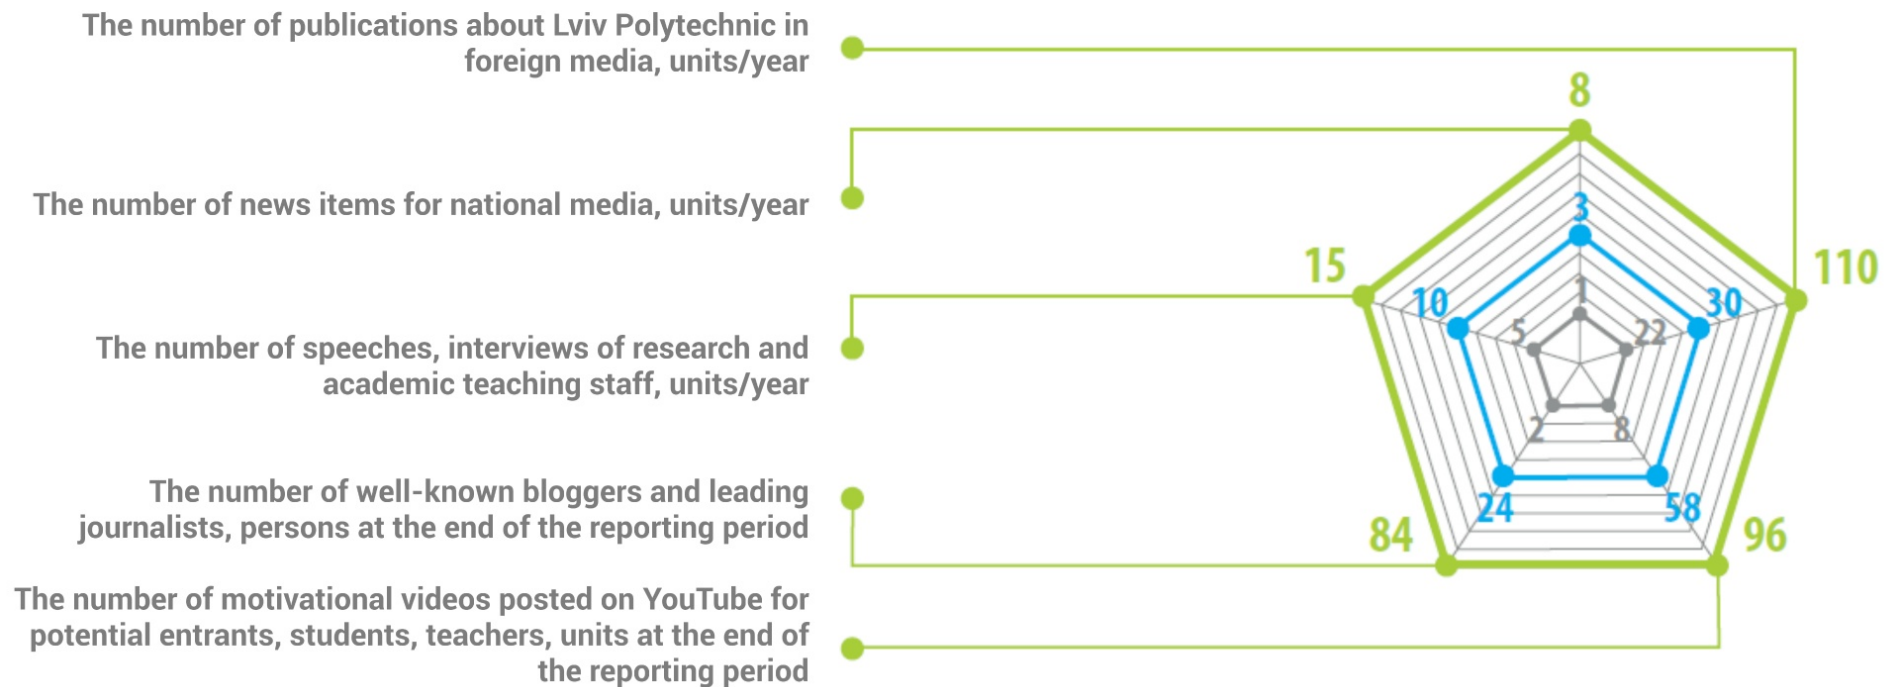 The number of publications about Lviv Polytechnic in
foreign media, units/year
The number of news items for national media, units/year
The number of speeches, interviews of research and
academic teaching staff, units/year
The number of well-known bloggers and leading
journalists, persons at the end of the reporting period
The number of motivational videos posted on YouTube for
potential entrants, students, teachers, units at the end of
the reporting period
8
3
15
110
10
1
30
5
22
2
8
24
58
84
96